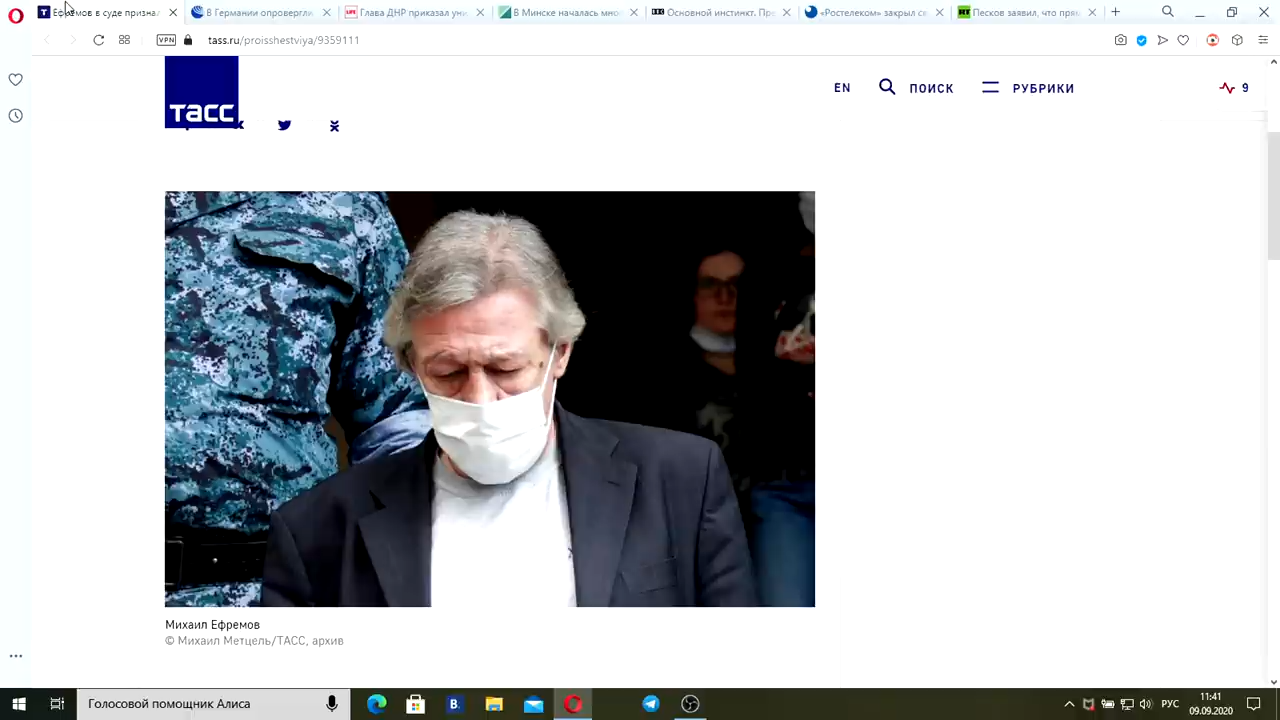 Ефремов в суде призна
В Германии опровергли
Глава ДНР приказал уни
В Минске началась мно
Основной инстинкт. Пр
«Ростелеком» закрыл с
Песков заявил, что пря
VPN
tass.ru/proisshestviya/9359111
ТАСС
EN
ПОИСК
РУБРИКИ
9
Михаил Ефремов
© Михаил Метцель/ТАСС, архив
Голосовой помощник Алиса
РУС
11:41
09.09.2020